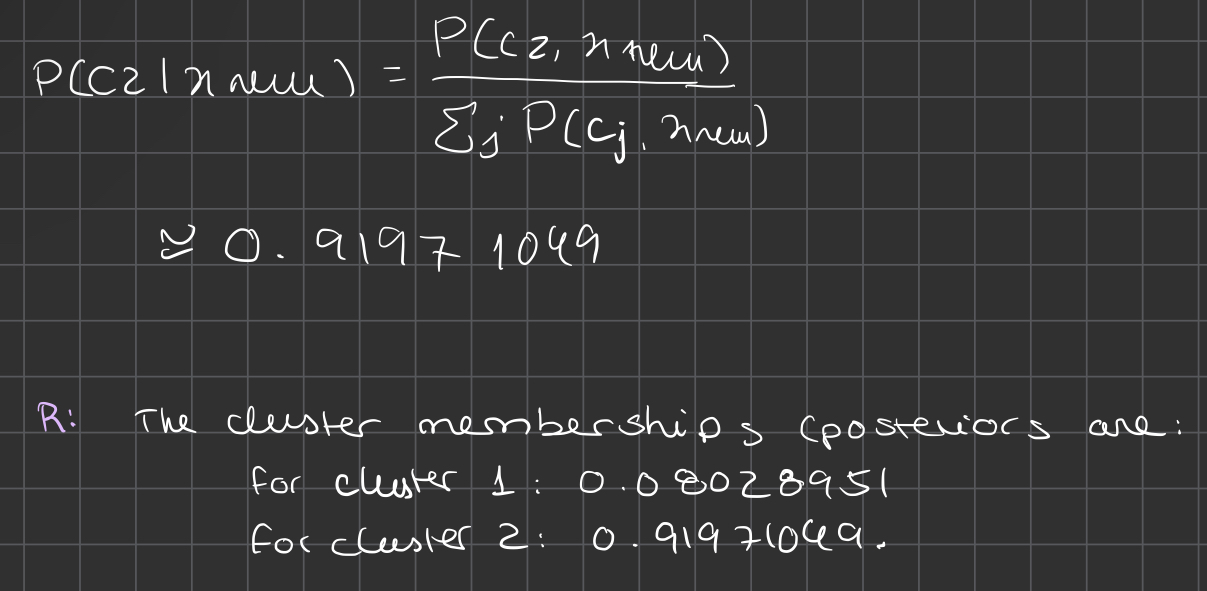 P(C2 | x new) = P(C2, x new) / Σj P(Cj, x new)
≃ 0.91971049
R: The cluster memberships (posteriors are:
for cluster 1: 0.08028951
for cluster 2: 0.91971049.